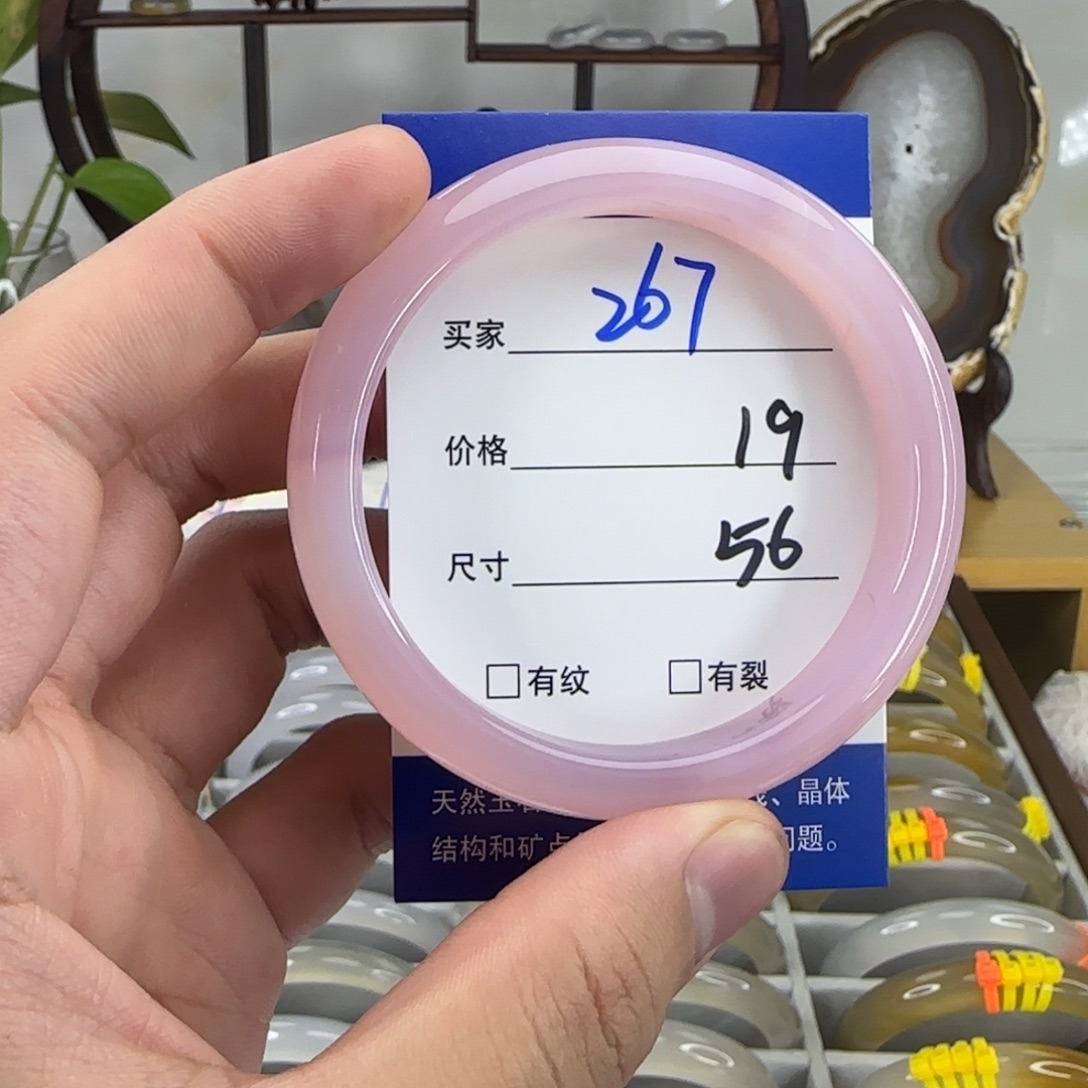 买家 267
价格 19
尺寸 56
□有纹 □有裂
天然玉 、晶体
结构和矿 问题。